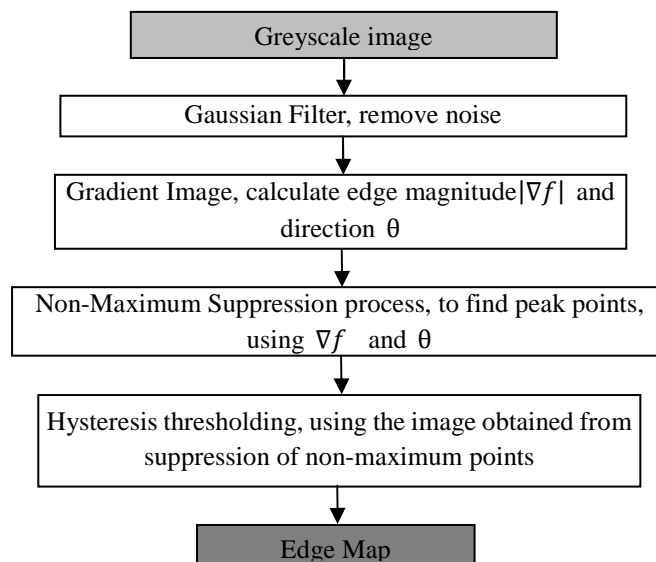 Greyscale image
Gaussian Filter, remove noise
Gradient Image, calculate edge magnitude|∇f| and
direction θ
Non-Maximum Suppression process, to find peak points,
using ∇f and θ
Hysteresis thresholding, using the image obtained from
suppression of non-maximum points
Edge Map